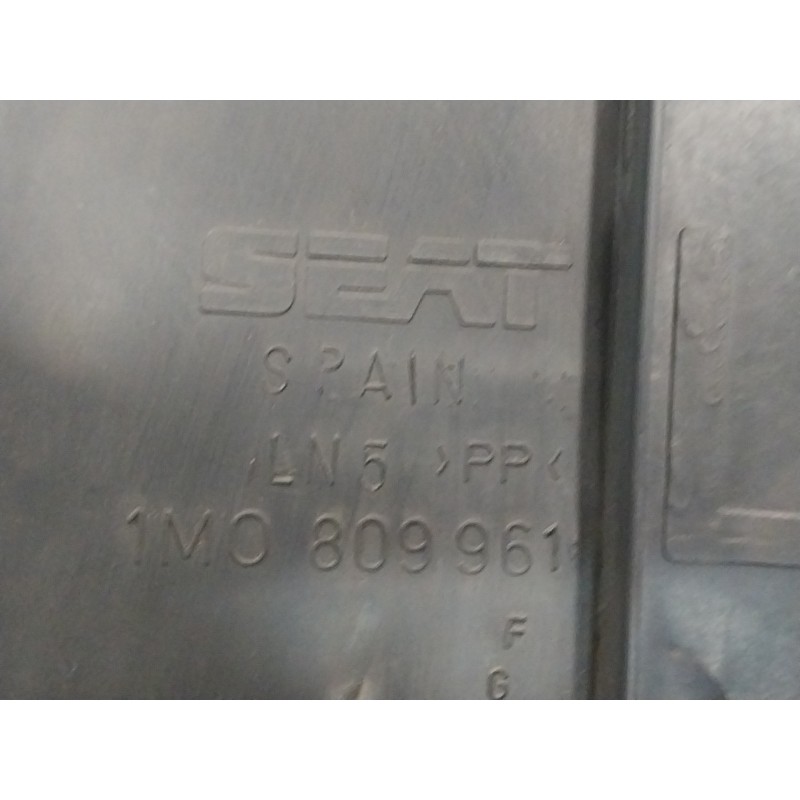 SEAT
SPAIN
LN5 >PP<
1M0 809 961
F
G